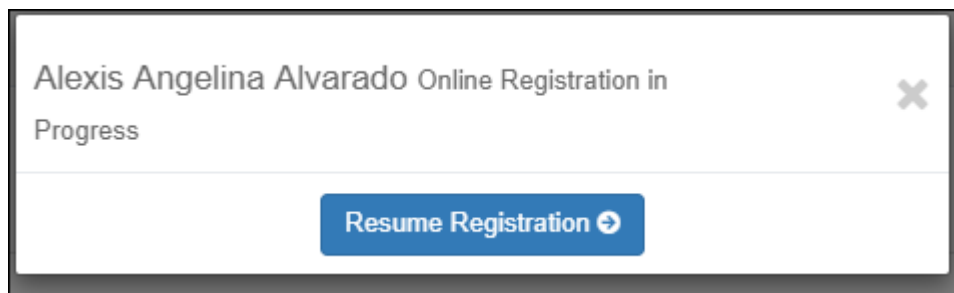 Alexis Angelina Alvarado Online Registration in
Progress
Resume Registration